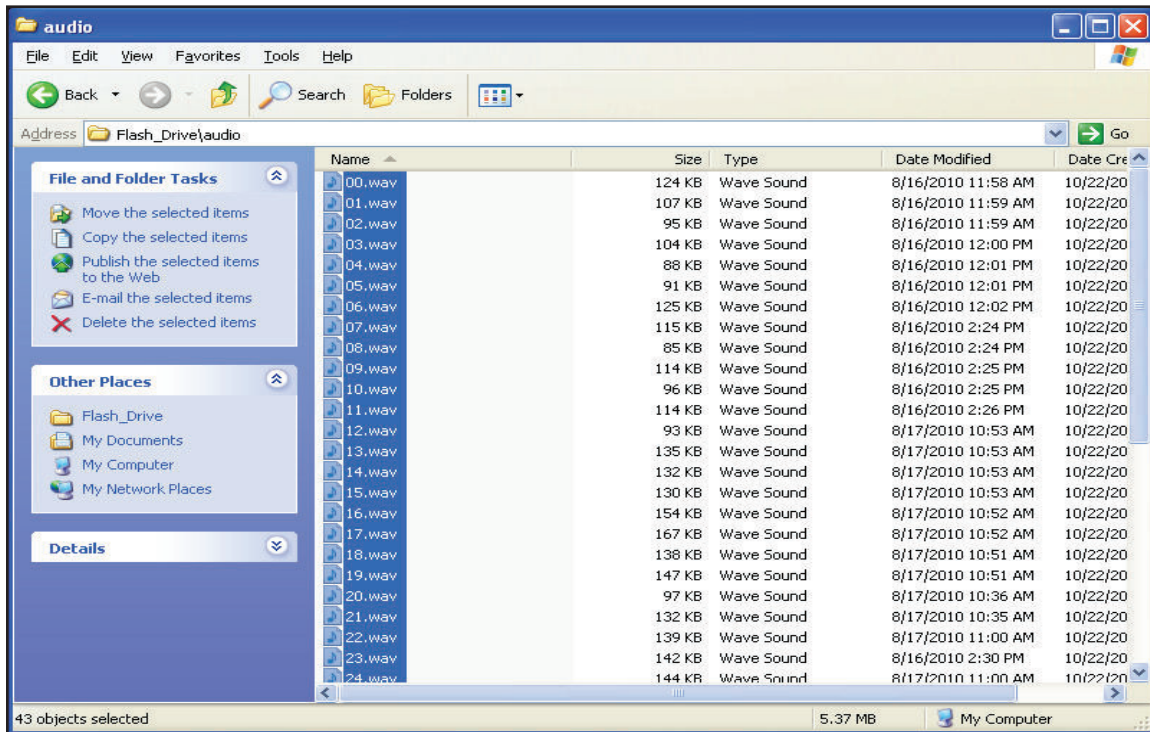 audio
File Edit View Favorites Tools Help
Back Search Folders
Address Flash_Drive\audio Go
File and Folder Tasks
Move the selected items
Copy the selected items
Publish the selected items
to the Web
E-mail the selected items
Delete the selected items
Other Places
Flash_Drive
My Documents
My Computer
My Network Places
Details
Name Size Type Date Modified Date Cre
00.wav 124 KB Wave Sound 8/16/2010 11:58 AM 10/22/20
01.wav 107 KB Wave Sound 8/16/2010 11:59 AM 10/22/20
02.wav 95 KB Wave Sound 8/16/2010 11:59 AM 10/22/20
03.wav 104 KB Wave Sound 8/16/2010 12:00 PM 10/22/20
04.wav 88 KB Wave Sound 8/16/2010 12:01 PM 10/22/20
05.wav 91 KB Wave Sound 8/16/2010 12:01 PM 10/22/20
06.wav 125 KB Wave Sound 8/16/2010 12:02 PM 10/22/20
07.wav 115 KB Wave Sound 8/16/2010 2:24 PM 10/22/20
08.wav 85 KB Wave Sound 8/16/2010 2:24 PM 10/22/20
09.wav 114 KB Wave Sound 8/16/2010 2:25 PM 10/22/20
10.wav 96 KB Wave Sound 8/16/2010 2:25 PM 10/22/20
11.wav 114 KB Wave Sound 8/16/2010 2:26 PM 10/22/20
12.wav 93 KB Wave Sound 8/17/2010 10:53 AM 10/22/20
13.wav 135 KB Wave Sound 8/17/2010 10:53 AM 10/22/20
14.wav 132 KB Wave Sound 8/17/2010 10:53 AM 10/22/20
15.wav 130 KB Wave Sound 8/17/2010 10:53 AM 10/22/20
16.wav 154 KB Wave Sound 8/17/2010 10:52 AM 10/22/20
17.wav 167 KB Wave Sound 8/17/2010 10:52 AM 10/22/20
18.wav 138 KB Wave Sound 8/17/2010 10:51 AM 10/22/20
19.wav 147 KB Wave Sound 8/17/2010 10:51 AM 10/22/20
20.wav 97 KB Wave Sound 8/17/2010 10:36 AM 10/22/20
21.wav 132 KB Wave Sound 8/17/2010 10:35 AM 10/22/20
22.wav 139 KB Wave Sound 8/17/2010 11:00 AM 10/22/20
23.wav 142 KB Wave Sound 8/16/2010 2:30 PM 10/22/20
24.wav 144 KB Wave Sound 8/17/2010 11:00 AM 10/22/20
43 objects selected 5.37 MB My Computer